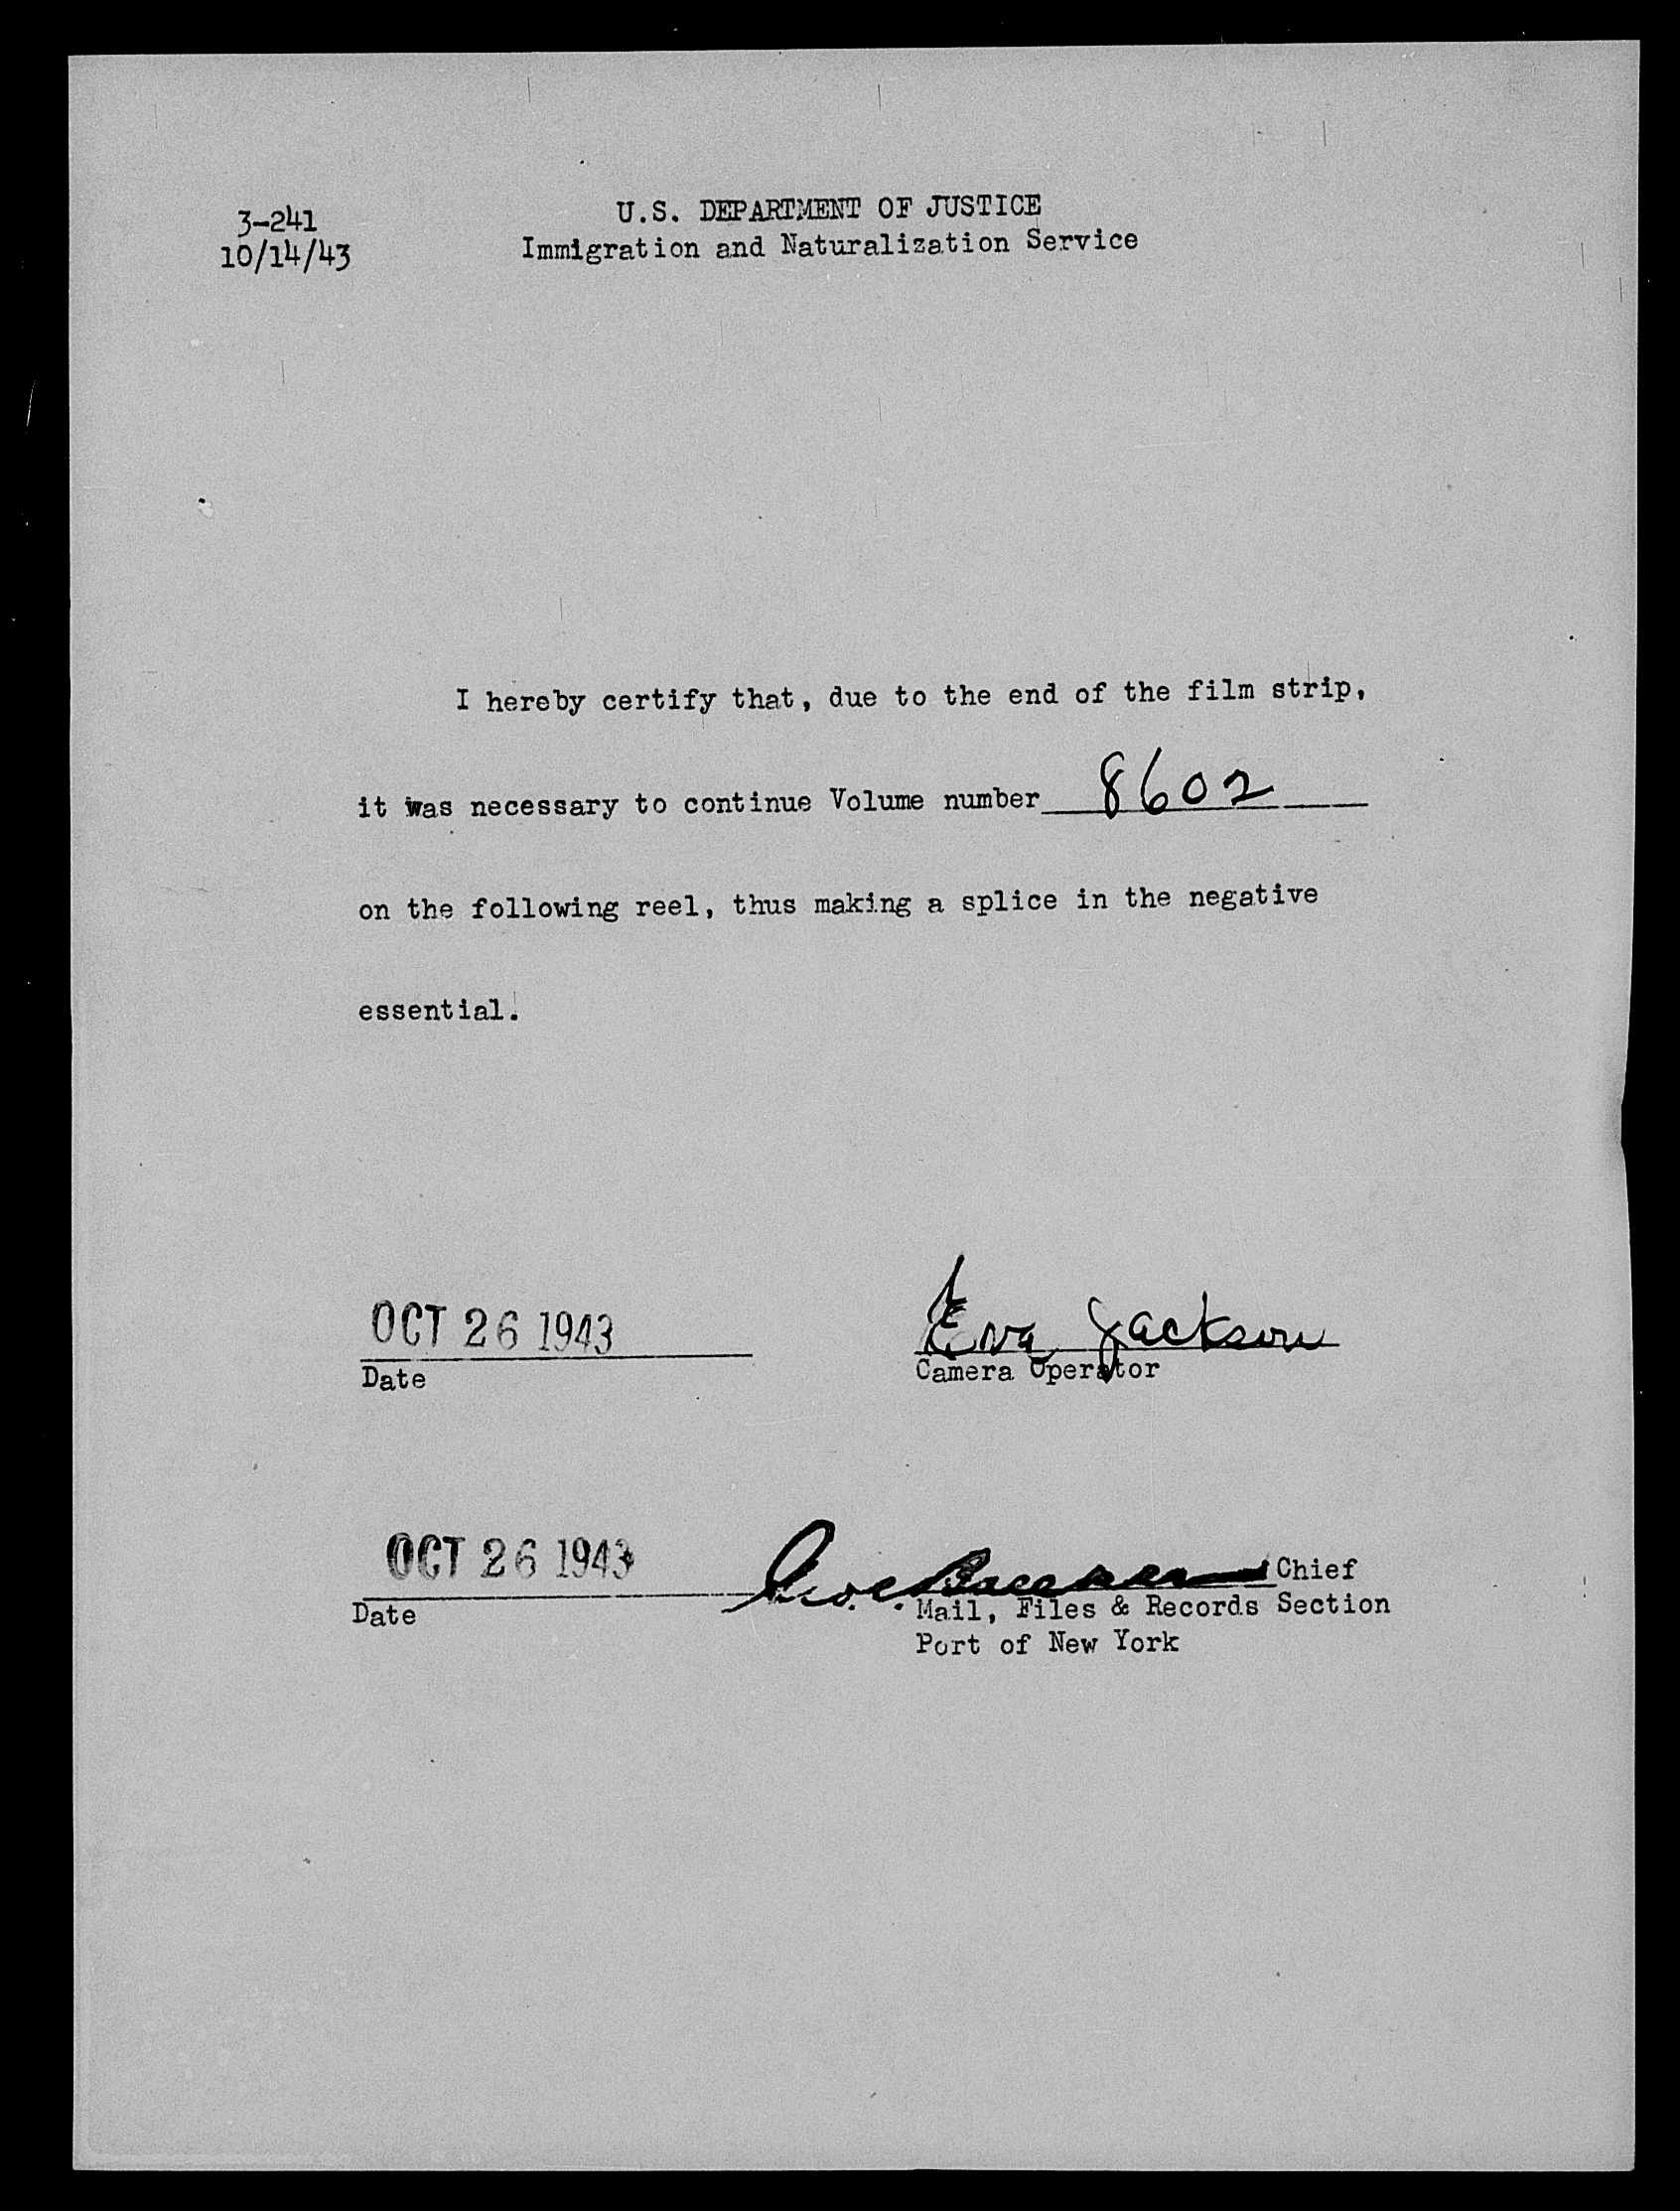 3-241
10/14/43
U.S. DEPARTMENT OF JUSTICE
Immigration and Naturalization Service
I hereby certify that, due to the end of the film strip,
it was necessary to continue Volume number 8602
on the following reel, thus making a splice in the negative
essential.
OCT 26 1943
Date
Eva Jackson
Camera Operator
OCT 26 1943
Date
Chief
Mail, Files & Records Section
Port of New York